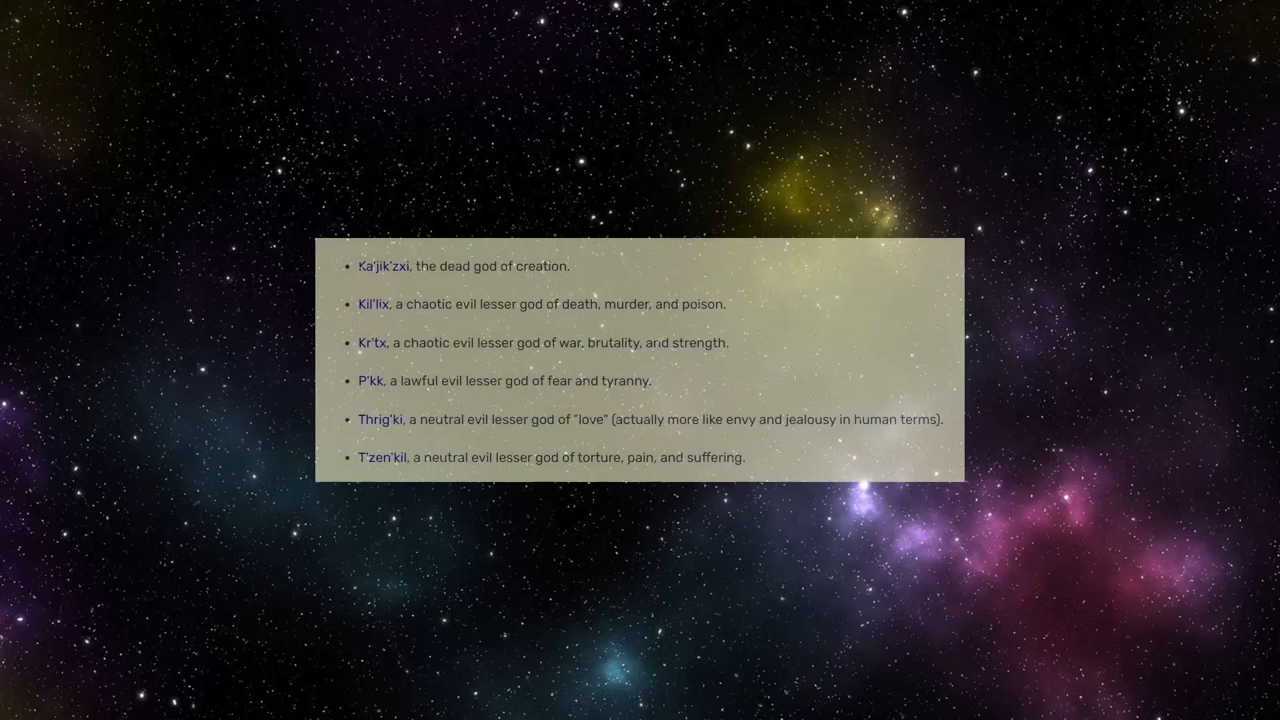 • Ka'jik'zxi, the dead god of creation.
• Kil'lix, a chaotic evil lesser god of death, murder, and poison.
• Kr'tx, a chaotic evil lesser god of war, brutality, and strength.
• P'kk, a lawful evil lesser god of fear and tyranny.
• Thrig'ki, a neutral evil lesser god of "love" (actually more like envy and jealousy in human terms).
• T'zen'kil, a neutral evil lesser god of torture, pain, and suffering.